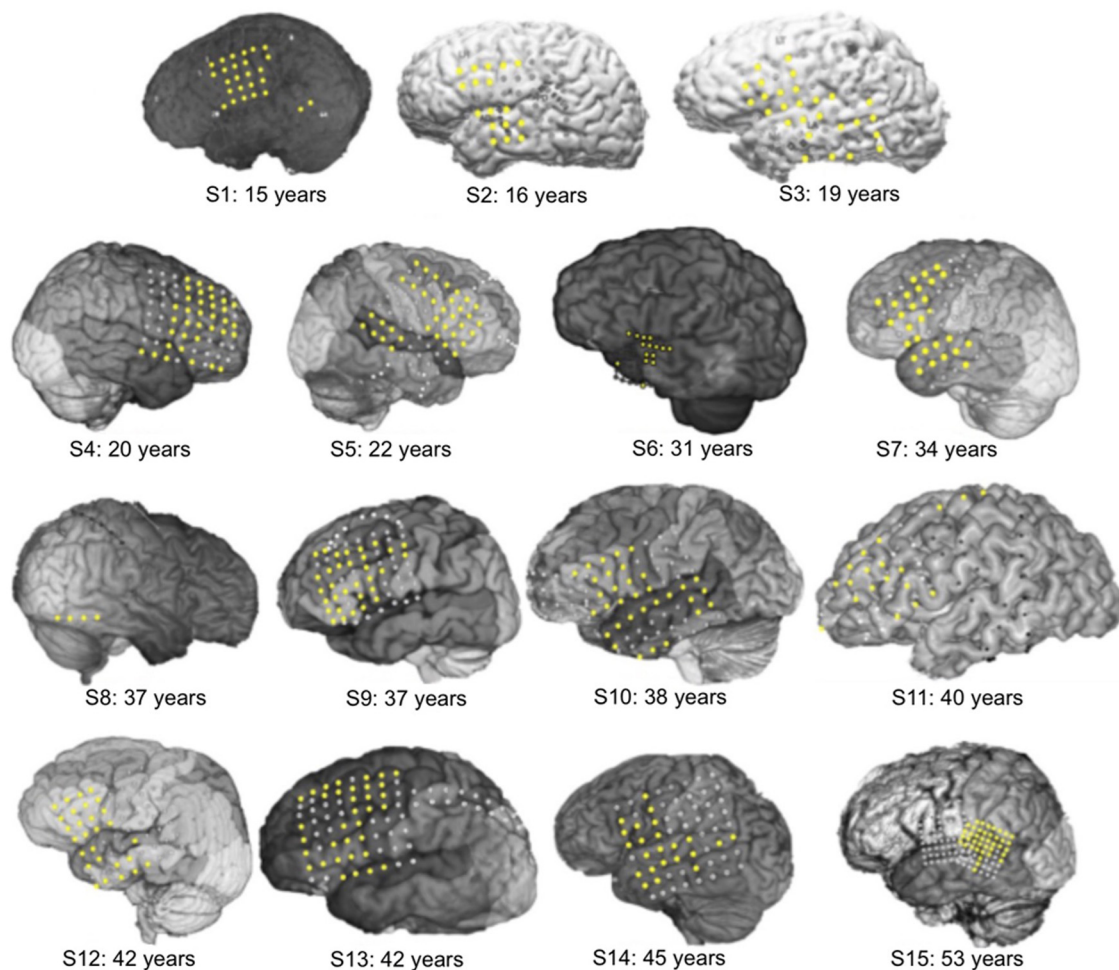 S1: 15 years
S2: 16 years
S3: 19 years
S4: 20 years
S5: 22 years
S6: 31 years
S7: 34 years
S8: 37 years
S9: 37 years
S10: 38 years
S11: 40 years
S12: 42 years
S13: 42 years
S14: 45 years
S15: 53 years